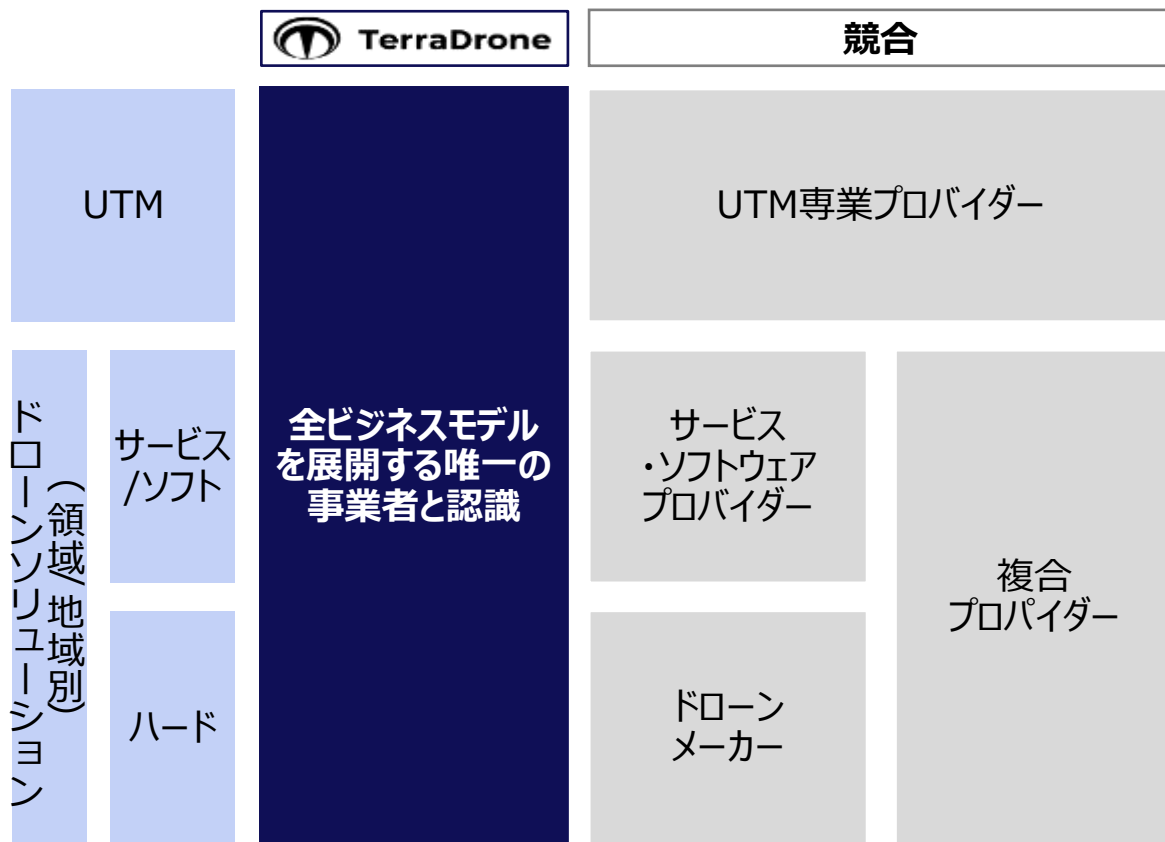 TerraDrone
競合
UTM
UTM専業プロバイダー
ドローンソリューション
（領域/地域別）
サービス
/ソフト
全ビジネスモデル
を展開する唯一の
事業者と認識
サービス
・ソフトウェア
プロバイダー
複合
プロパイダー
ハード
ドローン
メーカー